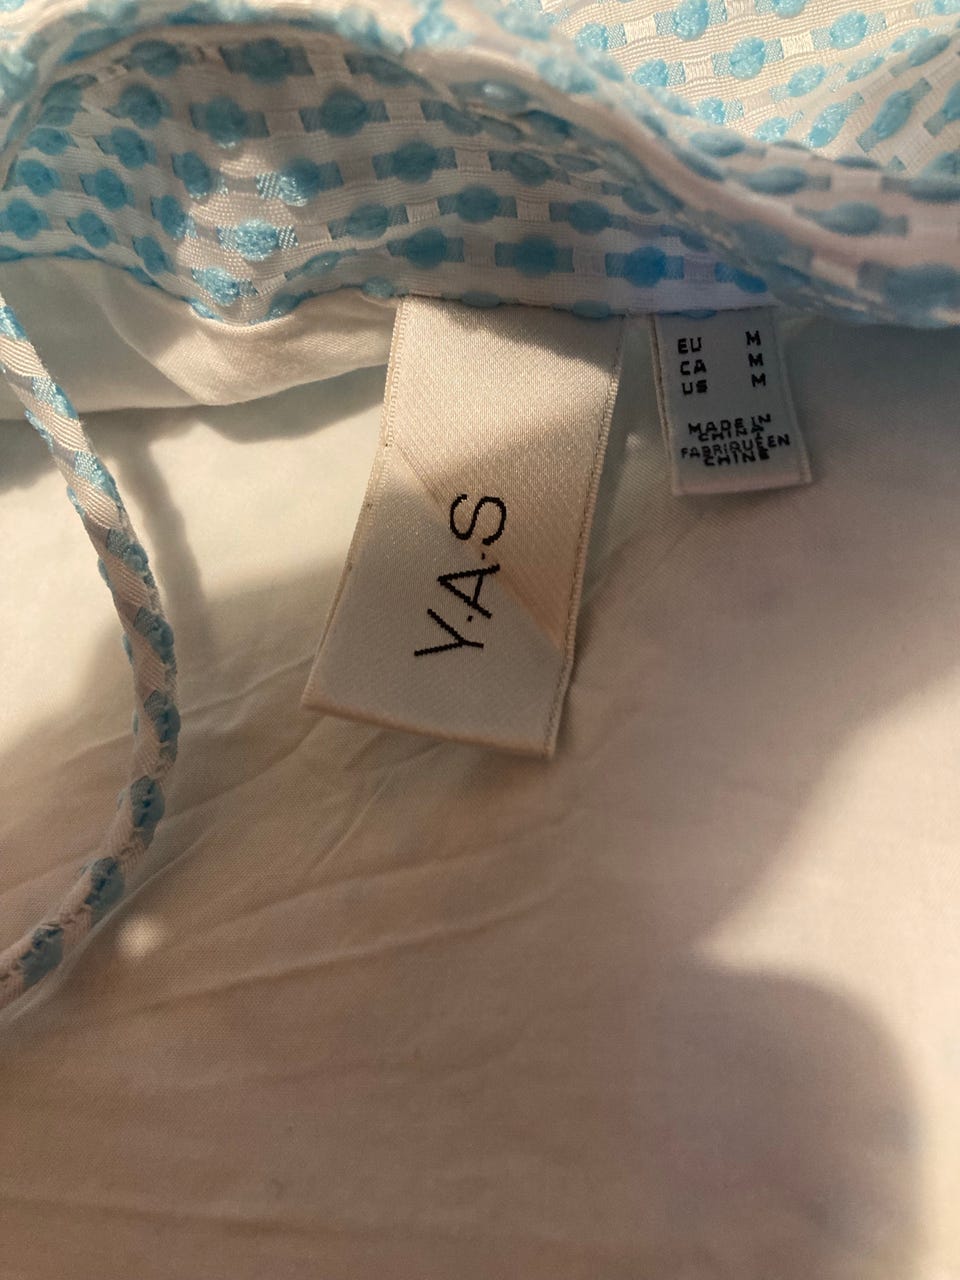 Y.A.S
EU M
CA M
US M
MADE IN
CHINA
FABRIQUÉ EN
CHINE